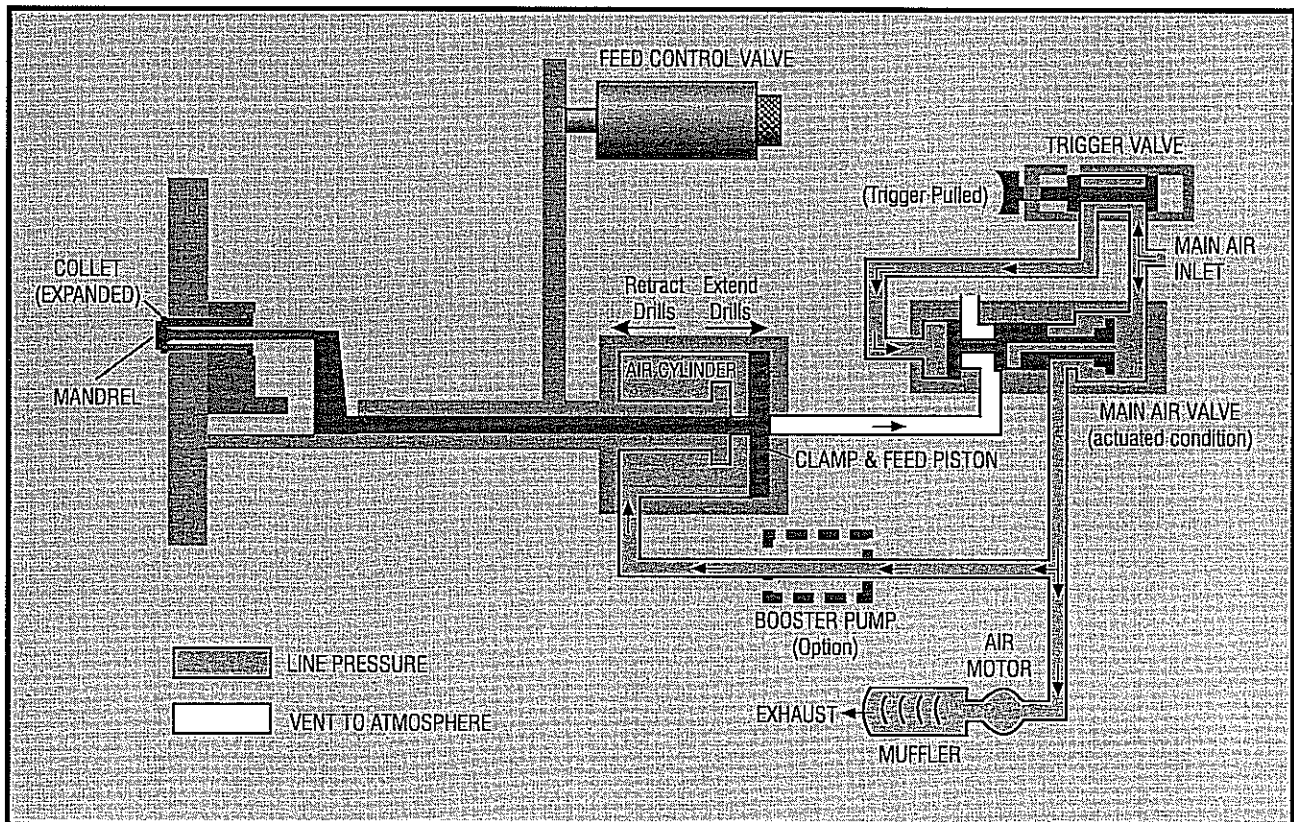 FEED CONTROL VALVE
TRIGGER VALVE
(Trigger Pulled)
MAIN AIR
INLET
COLLET
(EXPANDED)
MANDREL
Retract
Drills
Extend
Drills
AIR CYLINDER
MAIN AIR VALVE
(actuated condition)
CLAMP & FEED PISTON
BOOSTER PUMP
(Option)
AIR
MOTOR
LINE PRESSURE
VENT TO ATMOSPHERE
EXHAUST
MUFFLER